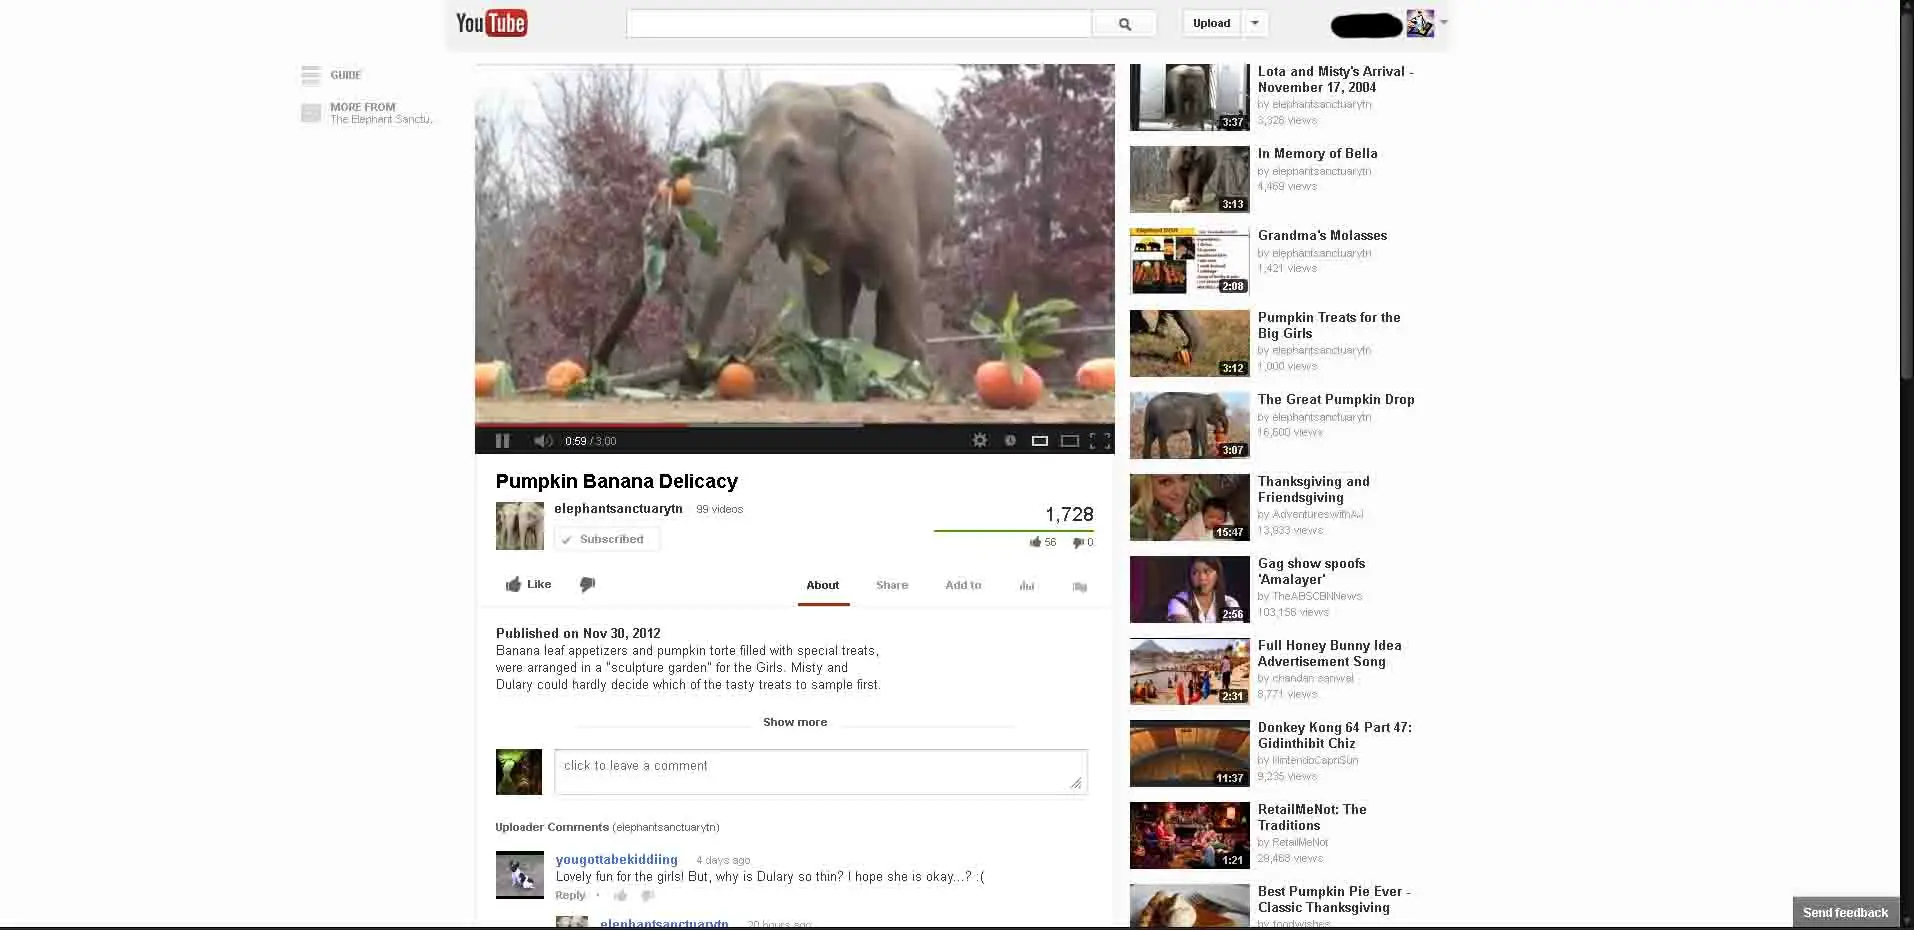 YouTube
Upload
GUIDE
MORE FROM
The Elephant Sanctu...
0:59 / 3:00
Pumpkin Banana Delicacy
elephantsanctuarytn 99 videos
Subscribed
1,728
56 0
Like
About Share Add to
Published on Nov 30, 2012
Banana leaf appetizers and pumpkin torte filled with special treats,
were arranged in a "sculpture garden" for the Girls. Misty and
Dulary could hardly decide which of the tasty treats to sample first.
Show more
click to leave a comment
Uploader Comments (elephantsanctuarytn)
yougottabekiddiing 4 days ago
Lovely fun for the girls! But, why is Dulary so thin? I hope she is okay...? :(
Reply
elephantsanctuarytn 20 hours ago
Lota and Misty's Arrival -
November 17, 2004
by elephantsanctuarytn
3,326 views
3:37
In Memory of Bella
by elephantsanctuarytn
4,469 views
3:13
Grandma's Molasses
by elephantsanctuarytn
1,421 views
2:08
Pumpkin Treats for the
Big Girls
by elephantsanctuarytn
1,000 views
3:12
The Great Pumpkin Drop
by elephantsanctuarytn
16,600 views
3:07
Thanksgiving and
Friendsgiving
by AdventureswithAJ
13,933 views
15:47
Gag show spoofs
'Amalayer'
by TheABSCBNNews
103,156 views
2:56
Full Honey Bunny Idea
Advertisement Song
by chandan sanwal
8,771 views
2:31
Donkey Kong 64 Part 47:
Gidinthibit Chiz
by NintendoCapriSun
9,235 views
11:37
RetailMeNot: The
Traditions
by RetailMeNot
29,468 views
1:21
Best Pumpkin Pie Ever -
Classic Thanksgiving
by foodwishes
Send feedback